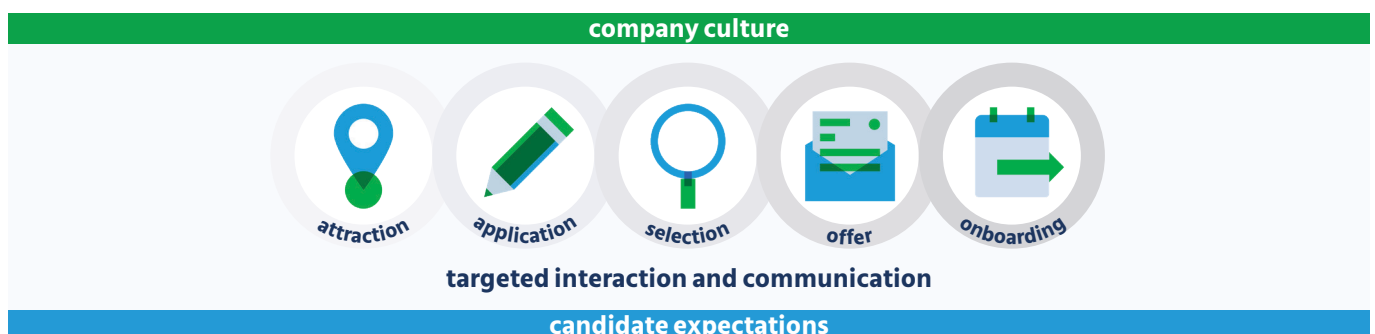 company culture
attraction
application
selection
offer
onboarding
targeted interaction and communication
candidate expectations